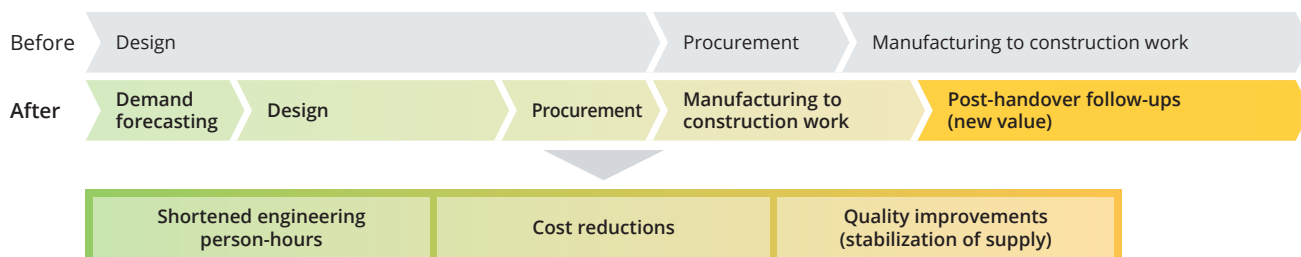 Before
Design
Procurement
Manufacturing to construction work
After
Demand
forecasting
Design
Procurement
Manufacturing to
construction work
Post-handover follow-ups
(new value)
Shortened engineering
person-hours
Cost reductions
Quality improvements
(stabilization of supply)